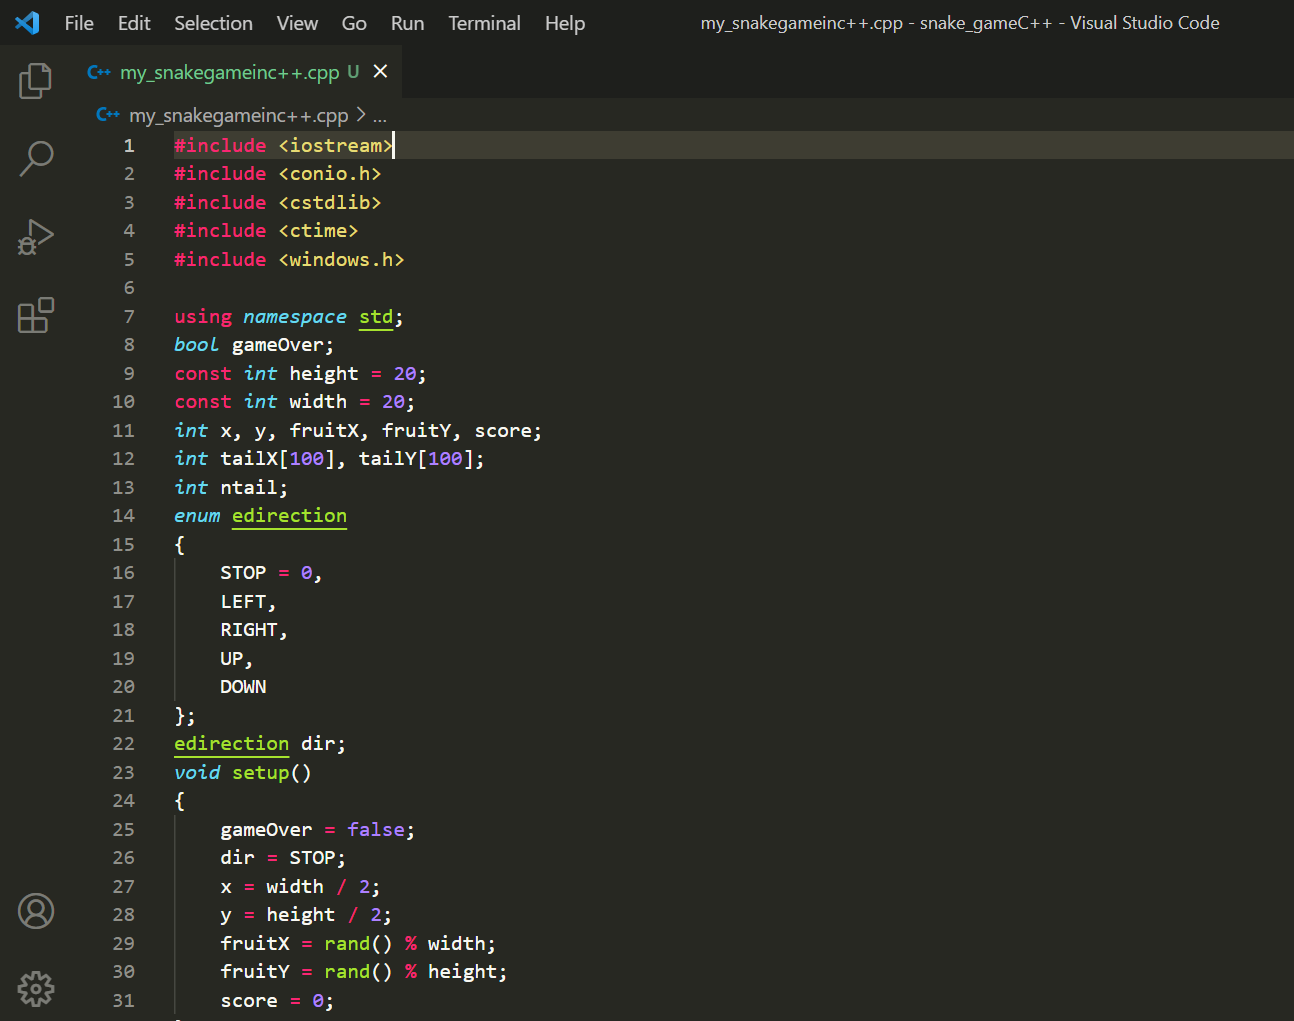 File Edit Selection View Go Run Terminal Help my_snakegameinc++.cpp - snake_gameC++ - Visual Studio Code
C++ my_snakegameinc++.cpp U ×
C++ my_snakegameinc++.cpp > ...
1 #include <iostream>
2 #include <conio.h>
3 #include <cstdlib>
4 #include <ctime>
5 #include <windows.h>
6
7 using namespace std;
8 bool gameOver;
9 const int height = 20;
10 const int width = 20;
11 int x, y, fruitX, fruitY, score;
12 int tailX[100], tailY[100];
13 int ntail;
14 enum edirection
15 {
16     STOP = 0,
17     LEFT,
18     RIGHT,
19     UP,
20     DOWN
21 };
22 edirection dir;
23 void setup()
24 {
25     gameOver = false;
26     dir = STOP;
27     x = width / 2;
28     y = height / 2;
29     fruitX = rand() % width;
30     fruitY = rand() % height;
31     score = 0;